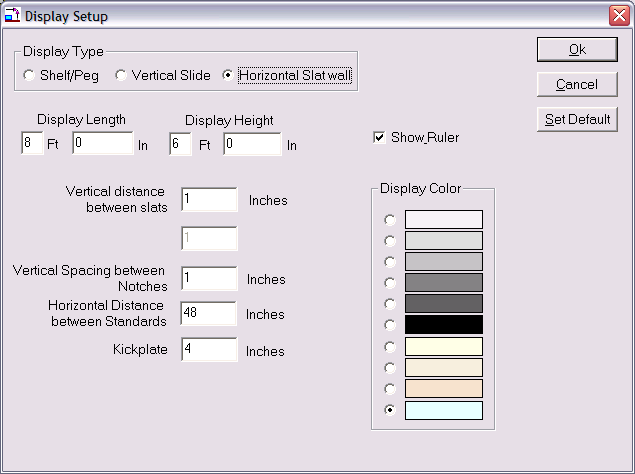 Display Setup
Display Type
Shelf/Peg Vertical Slide Horizontal Slat wall
Ok
Cancel
Set Default
Display Length Display Height
8 Ft 0 In 6 Ft 0 In
Show Ruler
Vertical distance
between slats 1 Inches
1
Vertical Spacing between
Notches 1 Inches
Horizontal Distance
between Standards 48 Inches
Kickplate 4 Inches
Display Color